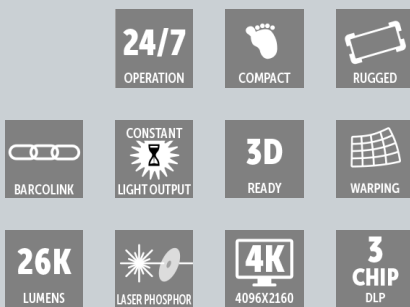 24/7
OPERATION
COMPACT
RUGGED
BARCOLINK
CONSTANT
LIGHT OUTPUT
3D
READY
WARPING
26K
LUMENS
LASER PHOSPHOR
4K
4096X2160
3
CHIP
DLP